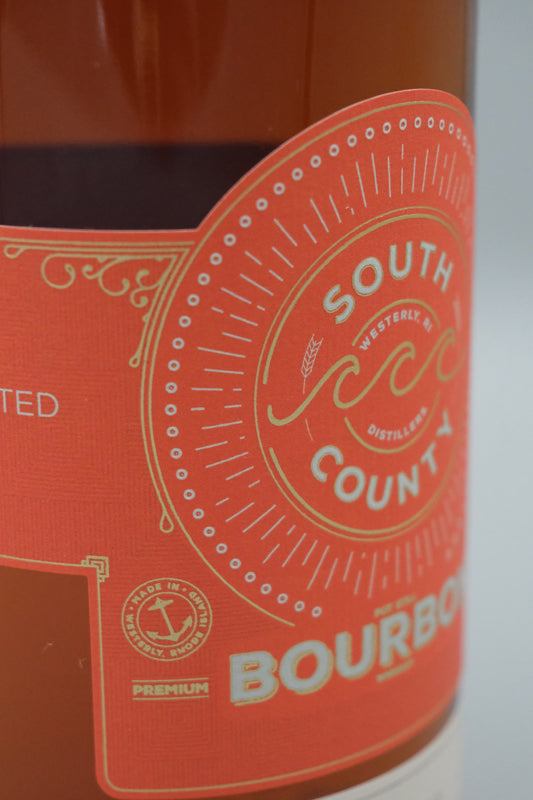 TED
SOUTH
WESTERLY, RI
DISTILLERS
COUNTY
MADE IN
WESTERLY, RHODE ISLAND
PREMIUM
BOURBO